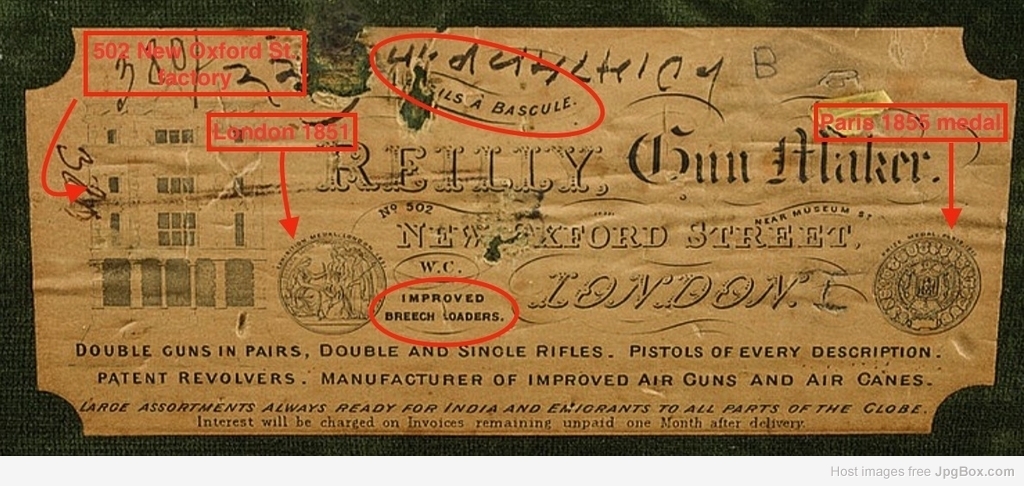 502 New Oxford St.
factory
B
SILS A BASCULE.
London 1851
Paris 1855 medal
REILLY, Gun Maker.
No 502
NEAR MUSEUM ST
NEW OXFORD STREET,
W.C.
LONDON.
IMPROVED
BREECH LOADERS.
DOUBLE GUNS IN PAIRS, DOUBLE AND SINGLE RIFLES. PISTOLS OF EVERY DESCRIPTION.
PATENT REVOLVERS. MANUFACTURER OF IMPROVED AIR GUNS AND AIR CANES.
LARGE ASSORTMENTS ALWAYS READY FOR INDIA AND EMIGRANTS TO ALL PARTS OF THE GLOBE.
Interest will be charged on Invoices remaining unpaid one Month after delivery.
Host images free JpgBox.com